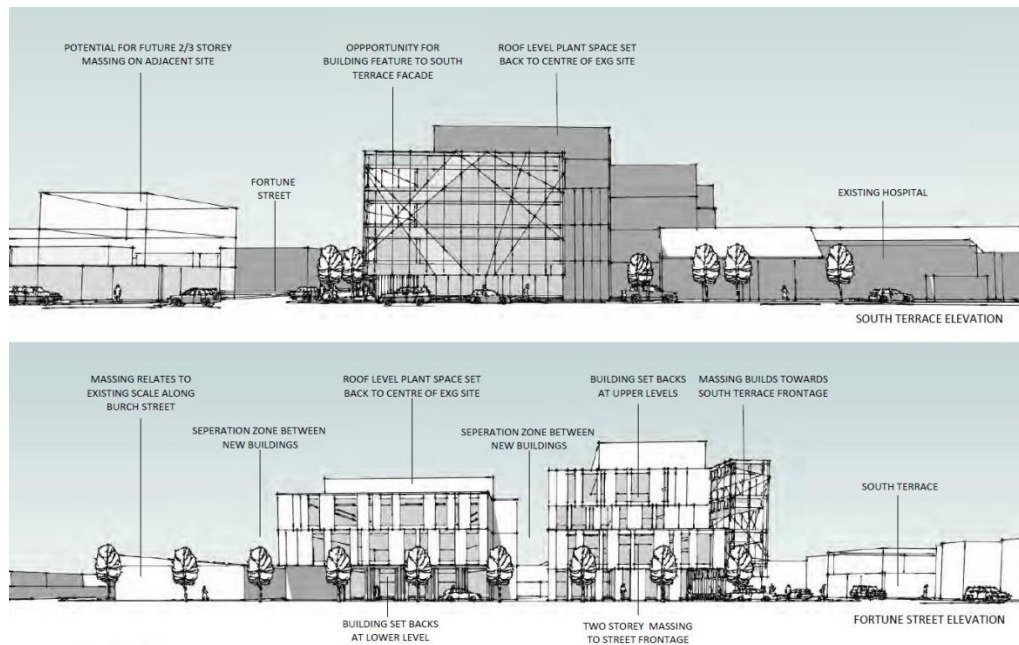 POTENTIAL FOR FUTURE 2/3 STOREY
MASSING ON ADJACENT SITE
OPPPORTUNITY FOR
BUILDING FEATURE TO SOUTH
TERRACE FACADE
ROOF LEVEL PLANT SPACE SET
BACK TO CENTRE OF EXG SITE
FORTUNE
STREET
EXISTING HOSPITAL
SOUTH TERRACE ELEVATION
MASSING RELATES TO
EXISTING SCALE ALONG
BURCH STREET
ROOF LEVEL PLANT SPACE SET
BACK TO CENTRE OF EXG SITE
BUILDING SET BACKS
AT UPPER LEVELS
MASSING BUILDS TOWARDS
SOUTH TERRACE FRONTAGE
SEPERATION ZONE BETWEEN
NEW BUILDINGS
SEPERATION ZONE BETWEEN
NEW BUILDINGS
SOUTH TERRACE
BUILDING SET BACKS
AT LOWER LEVEL
TWO STOREY MASSING
TO STREET FRONTAGE
FORTUNE STREET ELEVATION